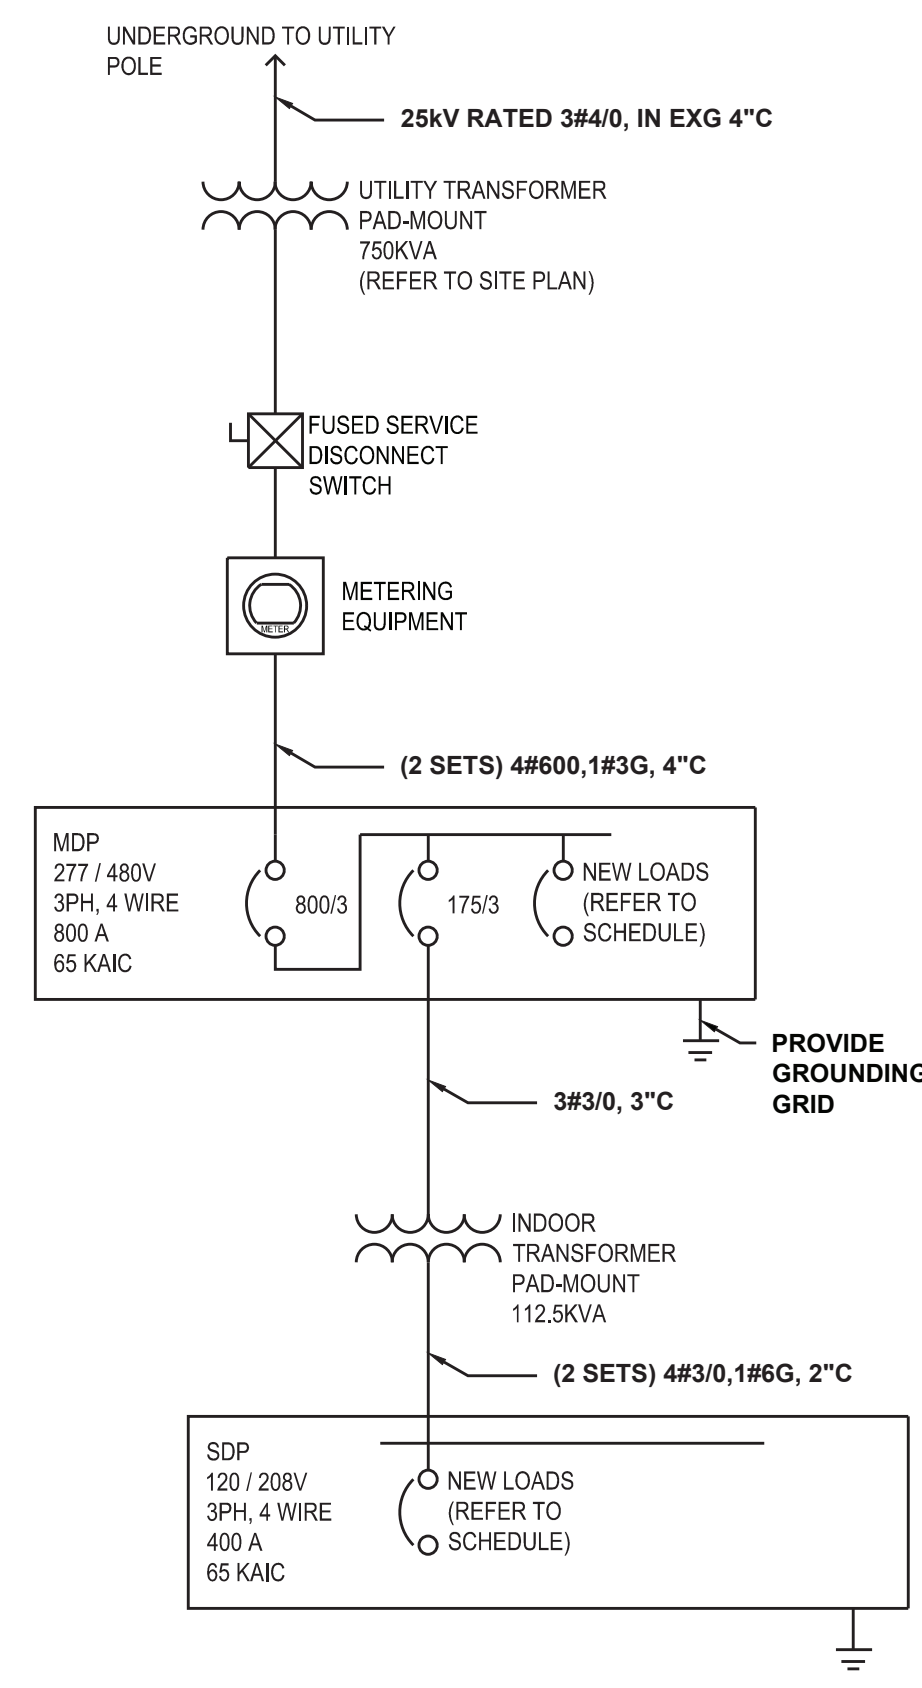 UNDERGROUND TO UTILITY
POLE
25kV RATED 3#4/0, IN EXG 4"C
UTILITY TRANSFORMER
PAD-MOUNT
750KVA
(REFER TO SITE PLAN)
FUSED SERVICE
DISCONNECT
SWITCH
METERING
EQUIPMENT
METER
(2 SETS) 4#600,1#3G, 4"C
MDP
277 / 480V
3PH, 4 WIRE
800 A
65 KAIC
800/3
175/3
NEW LOADS
(REFER TO
SCHEDULE)
PROVIDE
GROUNDING
GRID
3#3/0, 3"C
INDOOR
TRANSFORMER
PAD-MOUNT
112.5KVA
(2 SETS) 4#3/0,1#6G, 2"C
SDP
120 / 208V
3PH, 4 WIRE
400 A
65 KAIC
NEW LOADS
(REFER TO
SCHEDULE)